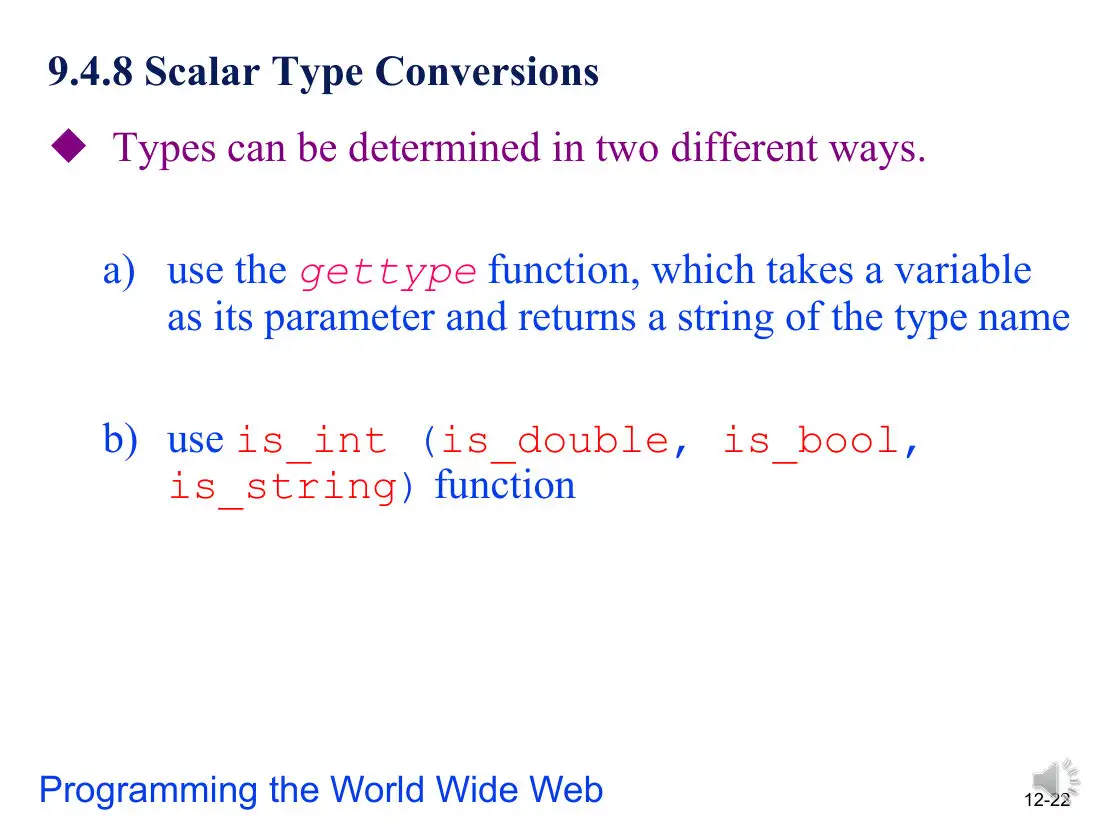 9.4.8 Scalar Type Conversions
◆ Types can be determined in two different ways.
a) use the gettype function, which takes a variable
as its parameter and returns a string of the type name
b) use is_int (is_double, is_bool,
is_string) function
Programming the World Wide Web
12-22